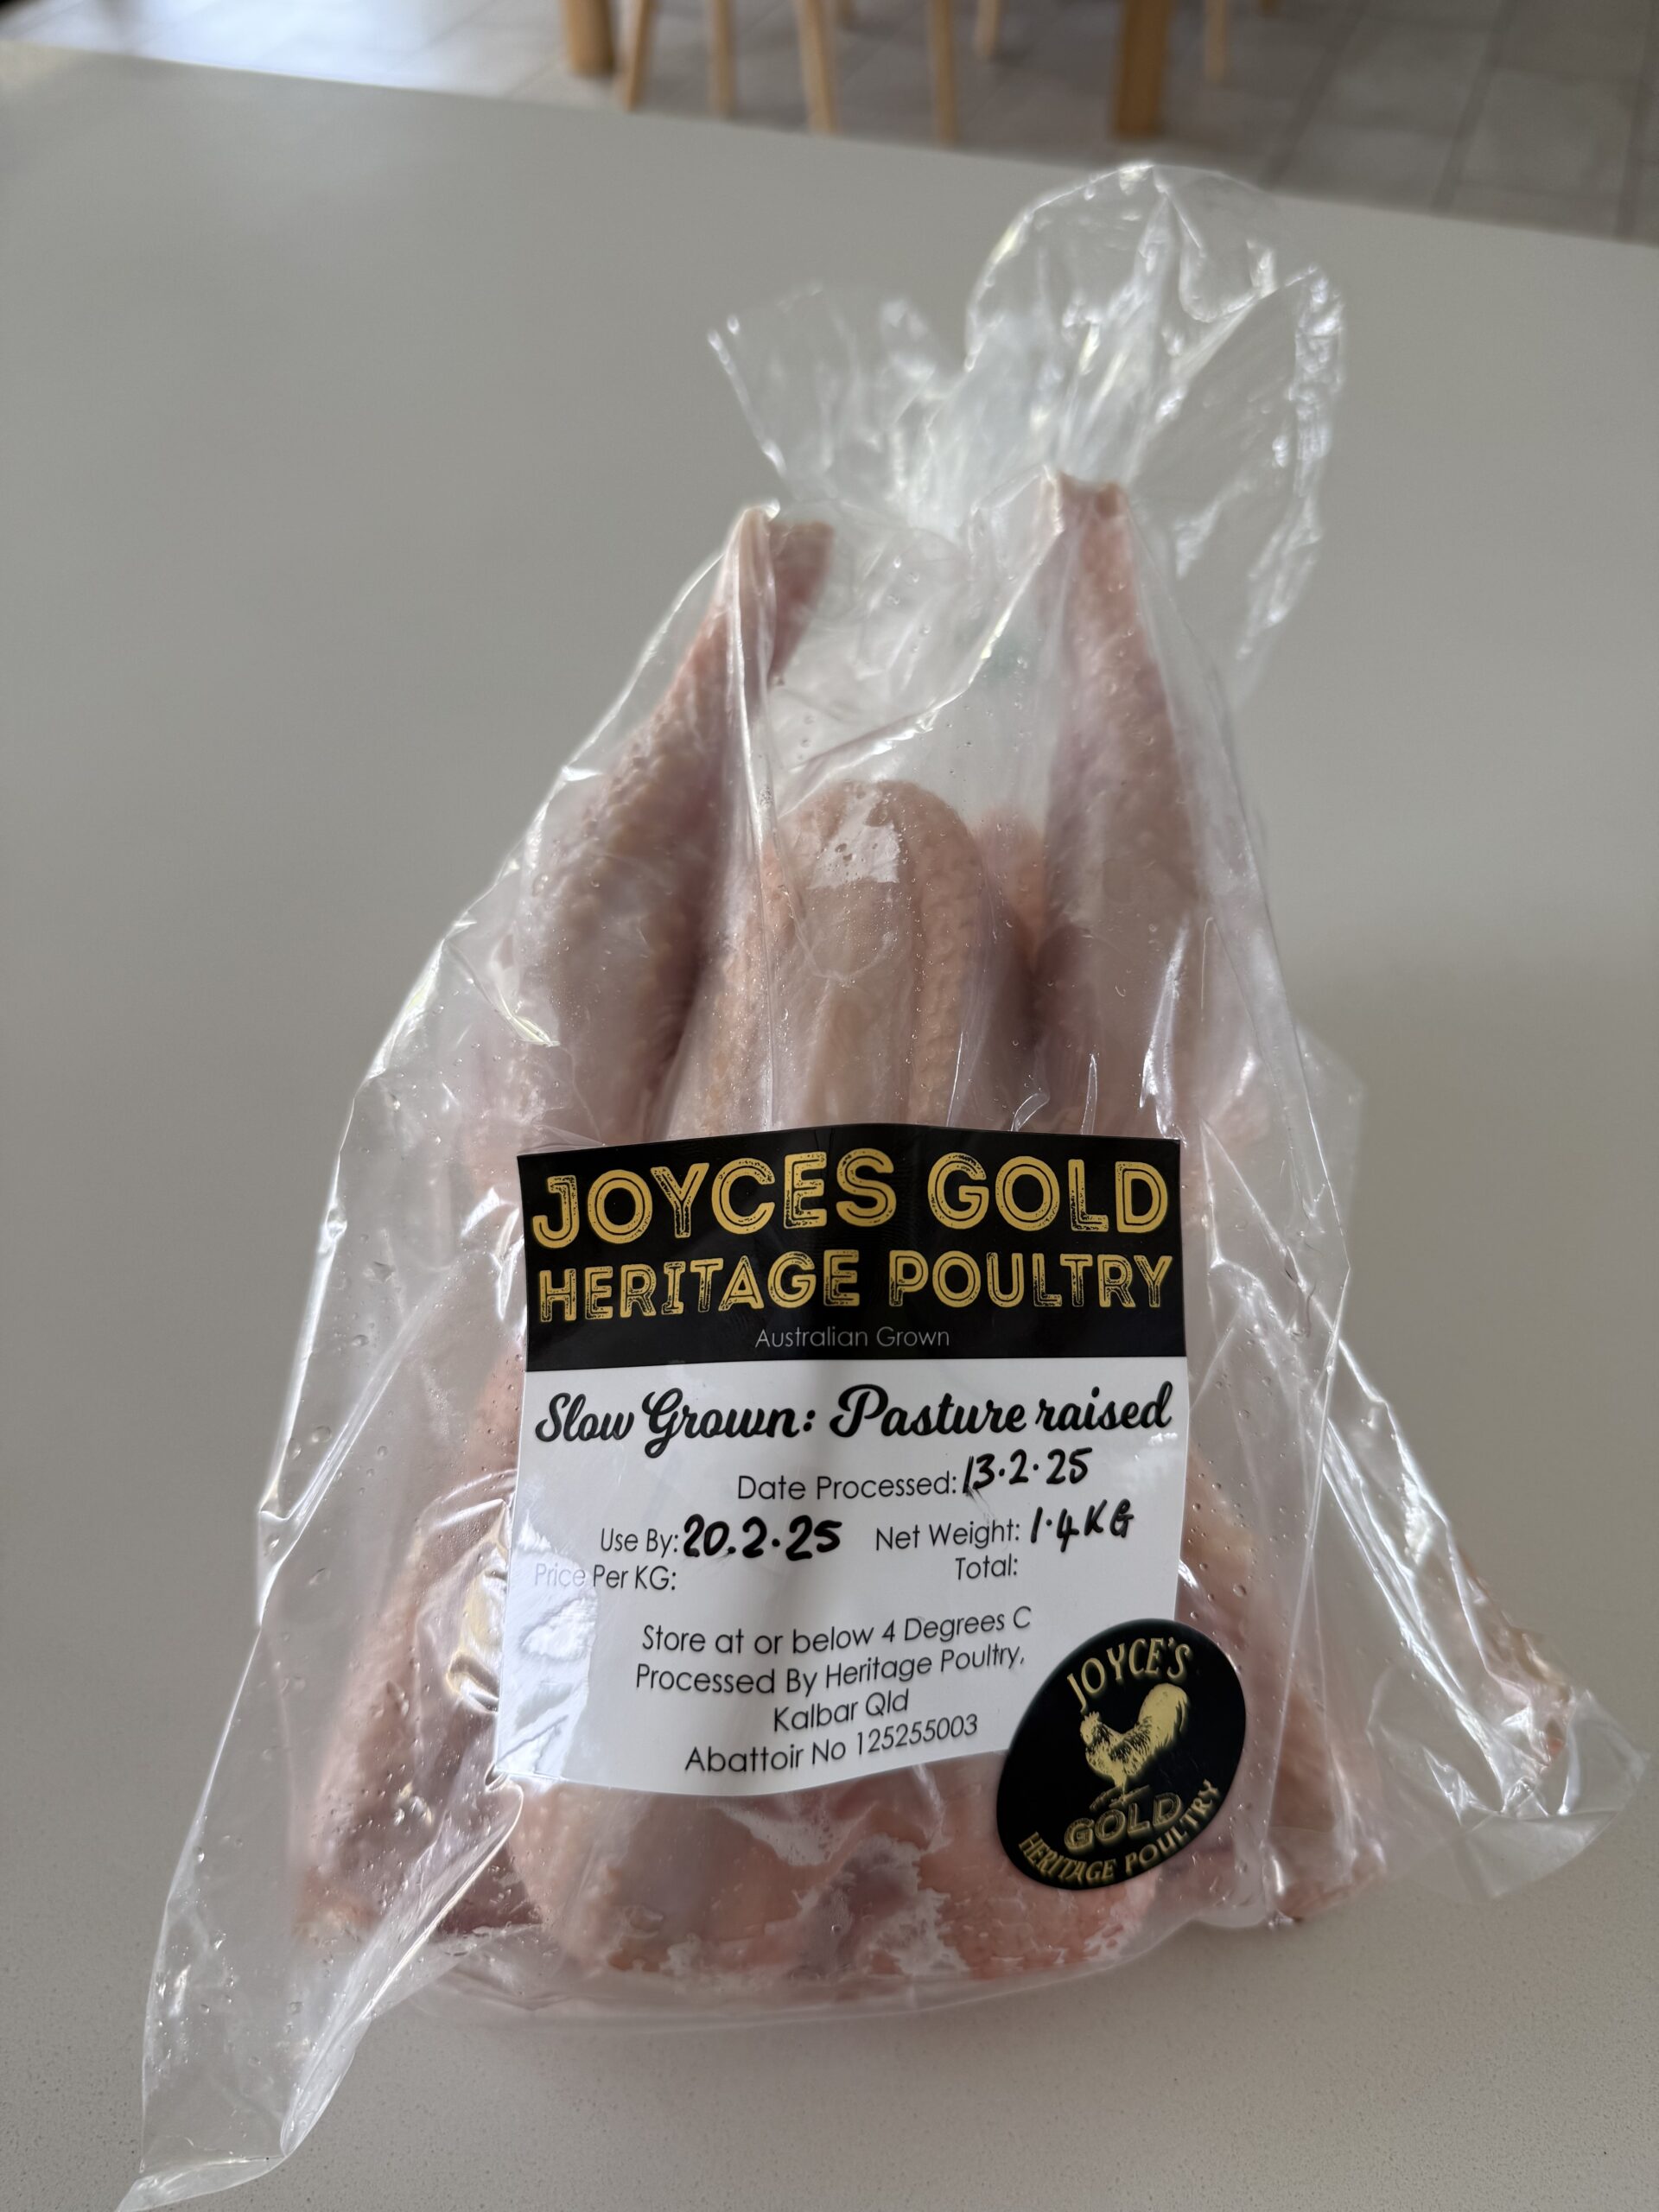 JOYCES GOLD
HERITAGE POULTRY
Australian Grown
Slow Grown: Pasture raised
Date Processed: 13.2.25
Use By: 20.2.25 Net Weight: 1.4KG
Price Per KG: Total:
Store at or below 4 Degrees C
Processed By Heritage Poultry,
Kalbar Qld
Abattoir No 125255003
JOYCE'S
GOLD
HERITAGE POULTRY